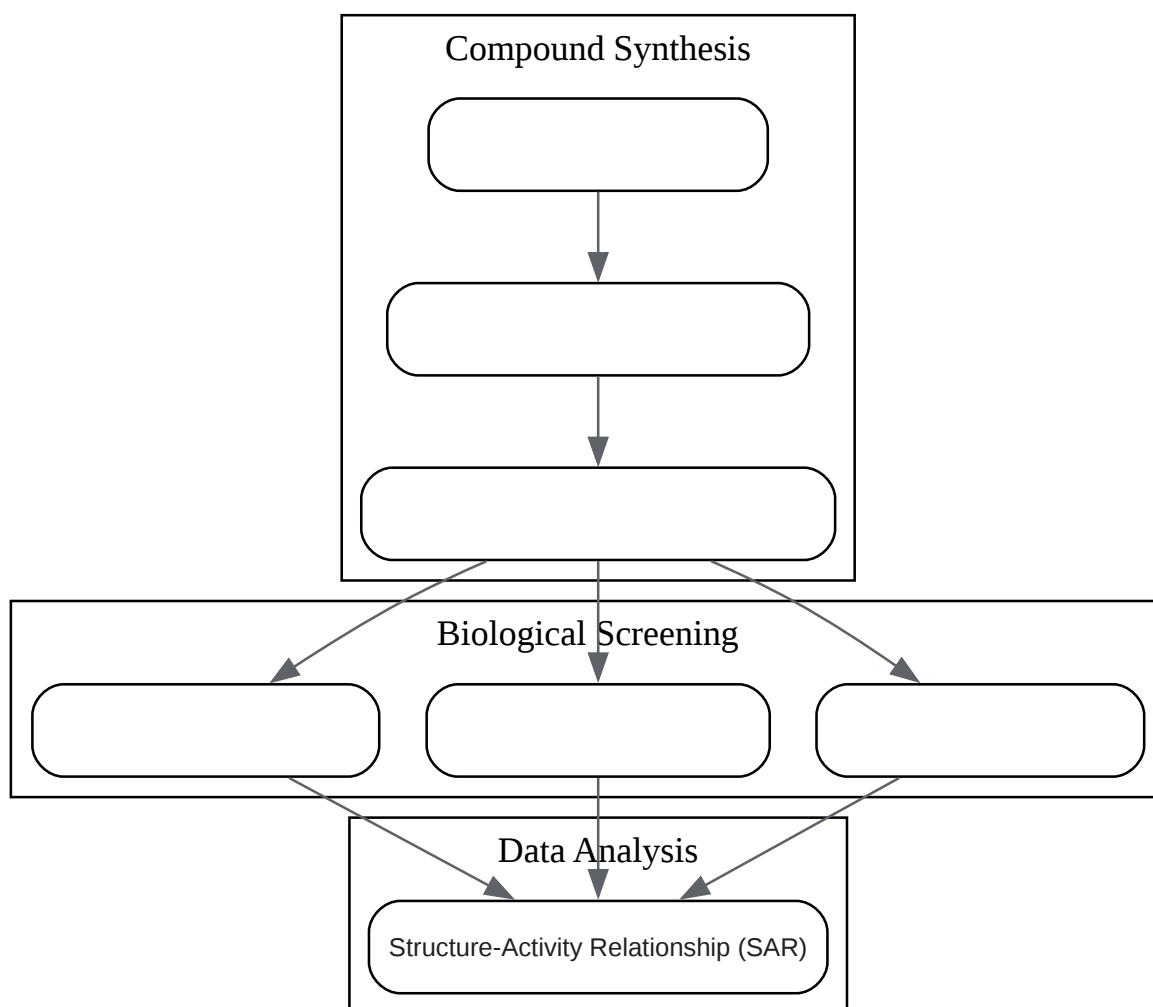 Compound Synthesis
Biological Screening
Data Analysis
Structure-Activity Relationship (SAR)